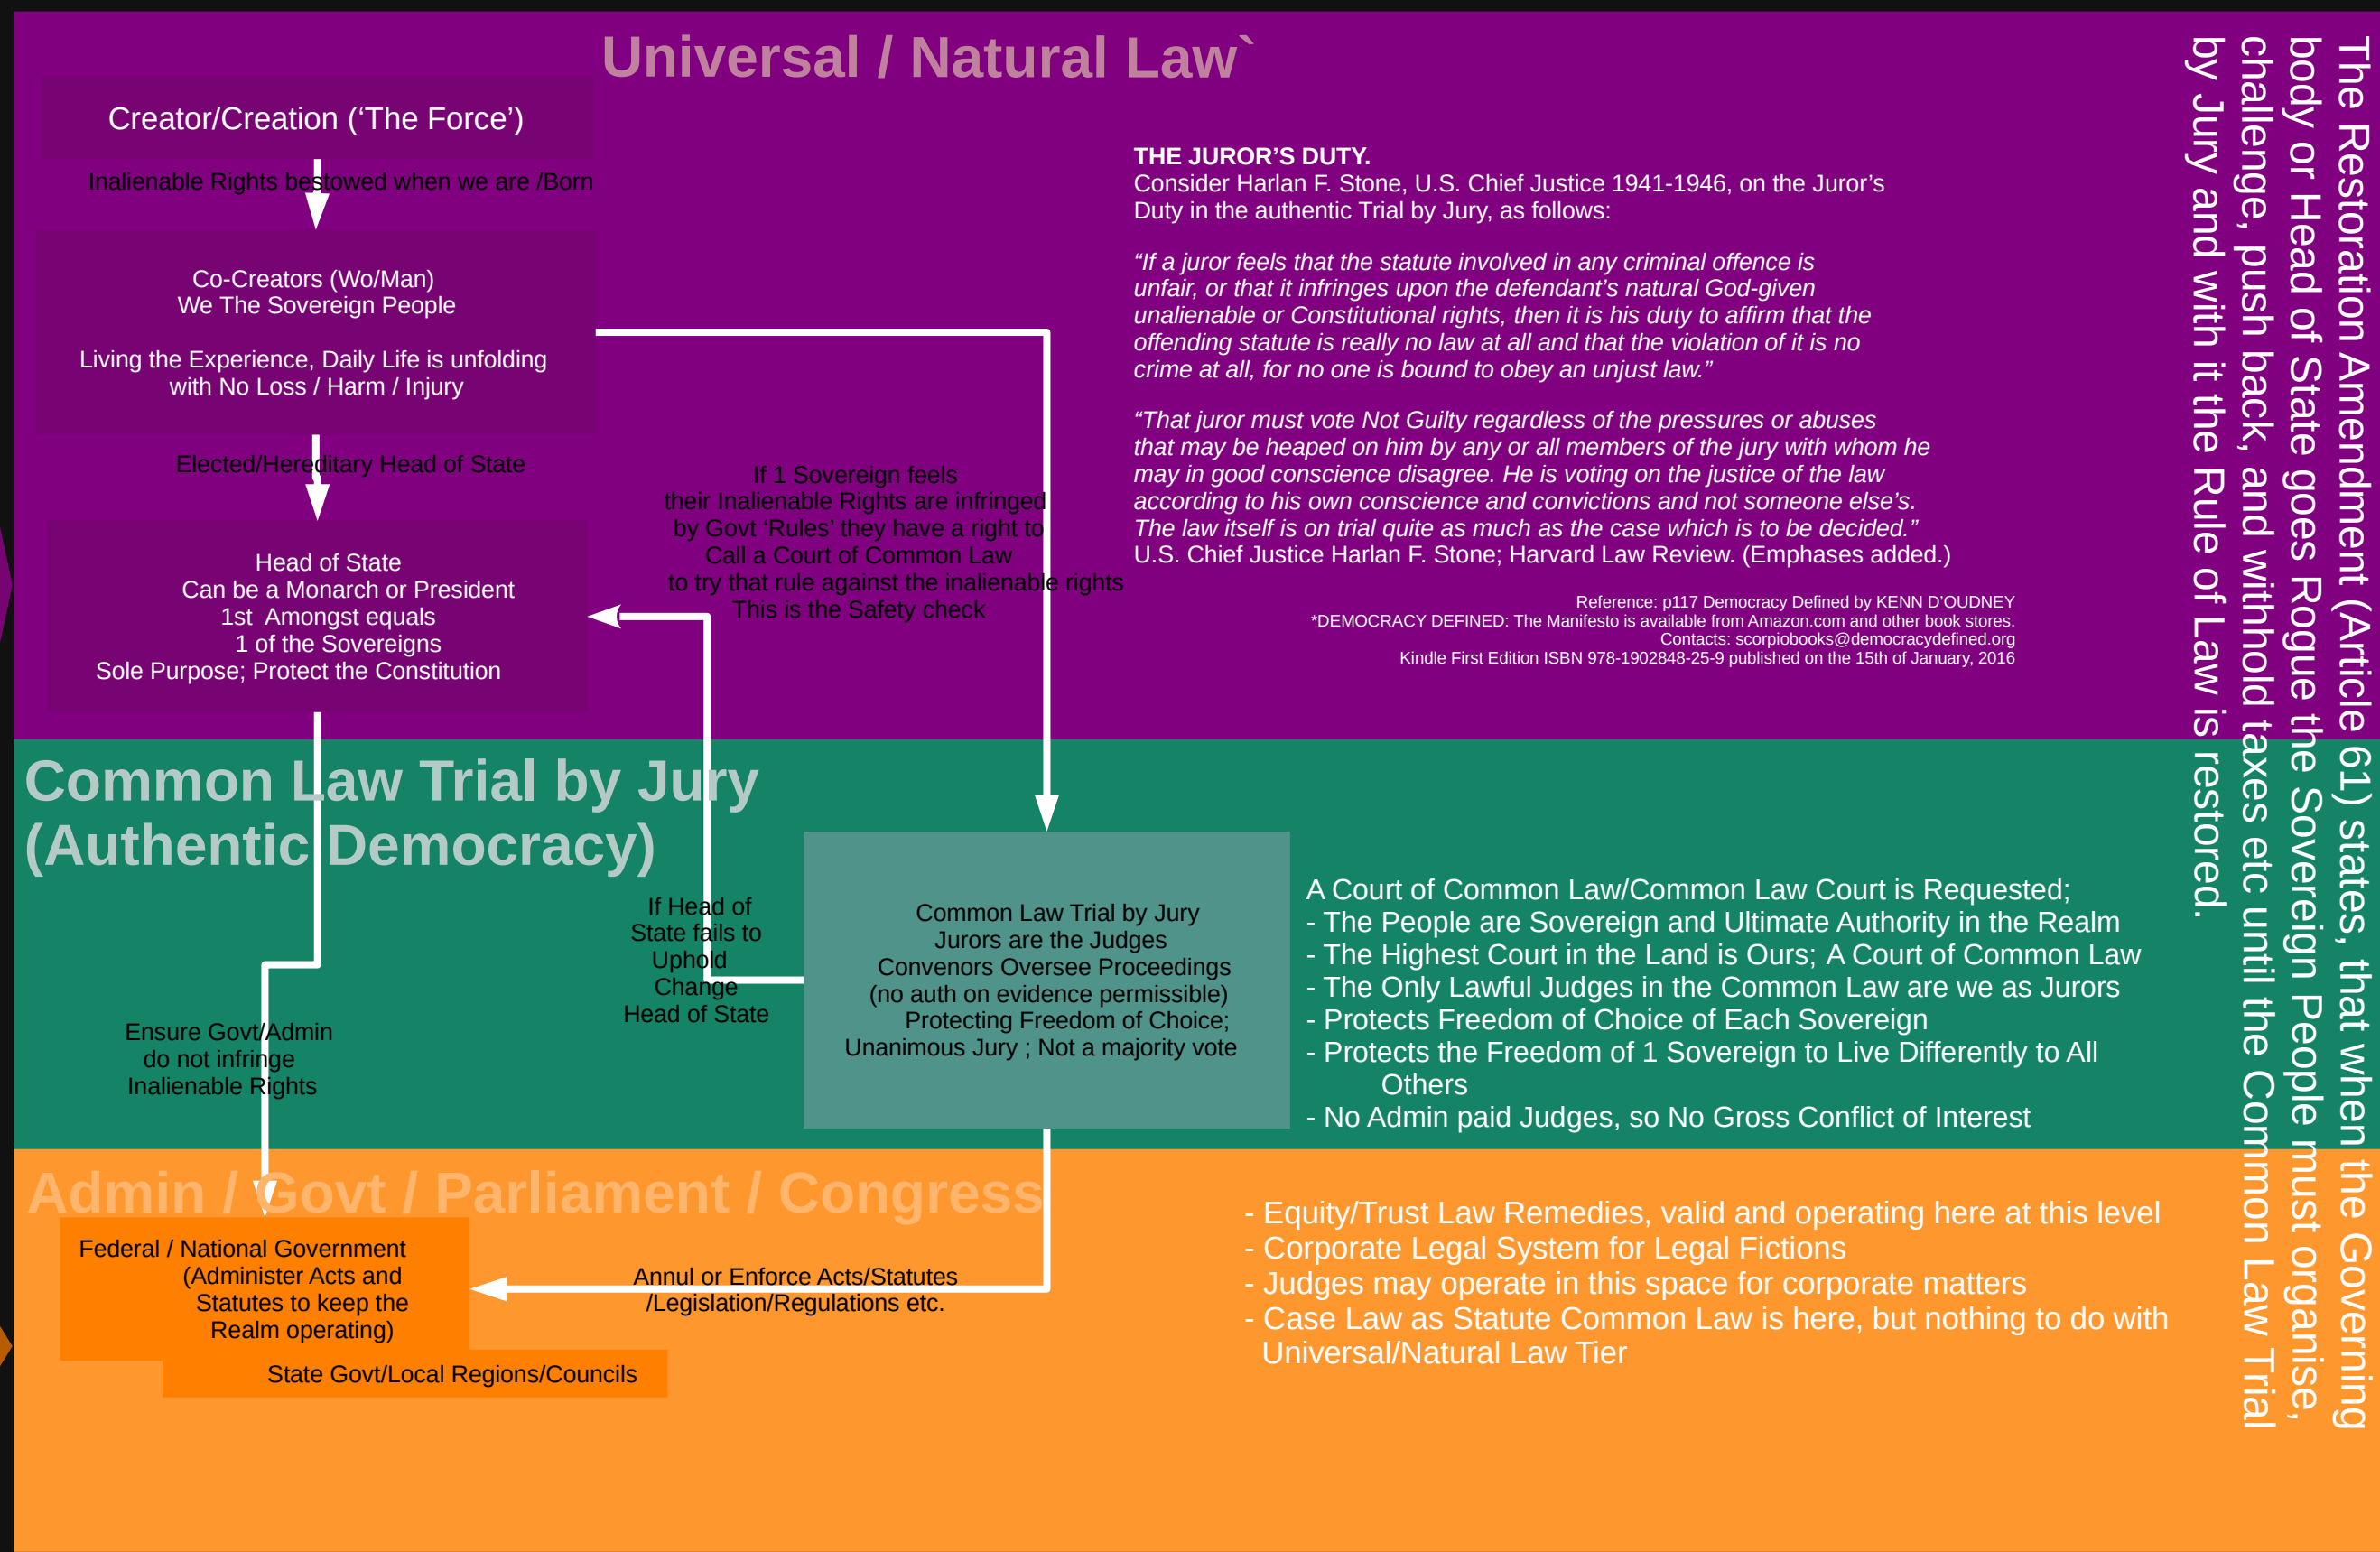 Universal / Natural Law`
Creator/Creation (‘The Force’)
Inalienable Rights bestowed when we are /Born
Co-Creators (Wo/Man)
We The Sovereign People
Living the Experience, Daily Life is unfolding
with No Loss / Harm / Injury
Elected/Hereditary Head of State
Head of State
Can be a Monarch or President
1st  Amongst equals
1 of the Sovereigns
Sole Purpose; Protect the Constitution
If 1 Sovereign feels
their Inalienable Rights are infringed
by Govt ‘Rules’ they have a right to
Call a Court of Common Law
to try that rule against the inalienable rights
This is the Safety check
THE JUROR’S DUTY.
Consider Harlan F. Stone, U.S. Chief Justice 1941-1946, on the Juror’s
Duty in the authentic Trial by Jury, as follows:
“If a juror feels that the statute involved in any criminal offence is
unfair, or that it infringes upon the defendant’s natural God-given
unalienable or Constitutional rights, then it is his duty to affirm that the
offending statute is really no law at all and that the violation of it is no
crime at all, for no one is bound to obey an unjust law.”
“That juror must vote Not Guilty regardless of the pressures or abuses
that may be heaped on him by any or all members of the jury with whom he
may in good conscience disagree. He is voting on the justice of the law
according to his own conscience and convictions and not someone else’s.
The law itself is on trial quite as much as the case which is to be decided.”
U.S. Chief Justice Harlan F. Stone; Harvard Law Review. (Emphases added.)
Reference: p117 Democracy Defined by KENN D’OUDNEY
*DEMOCRACY DEFINED: The Manifesto is available from Amazon.com and other book stores.
Contacts: scorpiobooks@democracydefined.org
Kindle First Edition ISBN 978-1902848-25-9 published on the 15th of January, 2016
The Restoration Amendment (Article 61) states, that when the Governing
body or Head of State goes Rogue the Sovereign People must organise,
challenge, push back, and withhold taxes etc until the Common Law Trial
by Jury and with it the Rule of Law is restored.
Common Law Trial by Jury
(Authentic Democracy)
If Head of
State fails to
Uphold
Change
Head of State
Ensure Govt/Admin
do not infringe
Inalienable Rights
Common Law Trial by Jury
Jurors are the Judges
Convenors Oversee Proceedings
(no auth on evidence permissible)
Protecting Freedom of Choice;
Unanimous Jury ; Not a majority vote
A Court of Common Law/Common Law Court is Requested;
- The People are Sovereign and Ultimate Authority in the Realm
- The Highest Court in the Land is Ours; A Court of Common Law
- The Only Lawful Judges in the Common Law are we as Jurors
- Protects Freedom of Choice of Each Sovereign
- Protects the Freedom of 1 Sovereign to Live Differently to All
Others
- No Admin paid Judges, so No Gross Conflict of Interest
Admin / Govt / Parliament / Congress
Federal / National Government
(Administer Acts and
Statutes to keep the
Realm operating)
State Govt/Local Regions/Councils
Annul or Enforce Acts/Statutes
/Legislation/Regulations etc.
- Equity/Trust Law Remedies, valid and operating here at this level
- Corporate Legal System for Legal Fictions
- Judges may operate in this space for corporate matters
- Case Law as Statute Common Law is here, but nothing to do with
Universal/Natural Law Tier